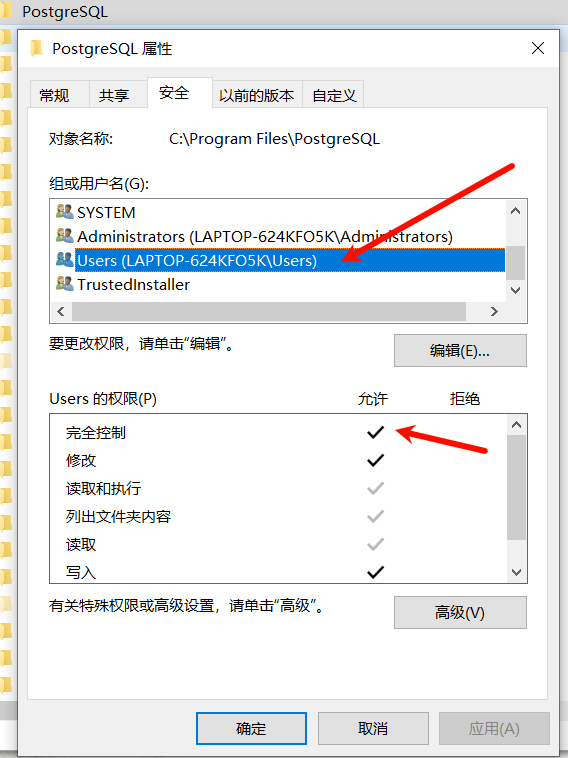 PostgreSQL
PostgreSQL 属性
常规 共享 安全 以前的版本 自定义
对象名称: C:\Program Files\PostgreSQL
组或用户名(G):
SYSTEM
Administrators (LAPTOP-624KFO5K\Administrators)
Users (LAPTOP-624KFO5K\Users)
TrustedInstaller
要更改权限，请单击“编辑”。
编辑(E)...
Users 的权限(P) 允许 拒绝
完全控制
修改
读取和执行
列出文件夹内容
读取
写入
有关特殊权限或高级设置，请单击“高级”。
高级(V)
确定 取消 应用(A)